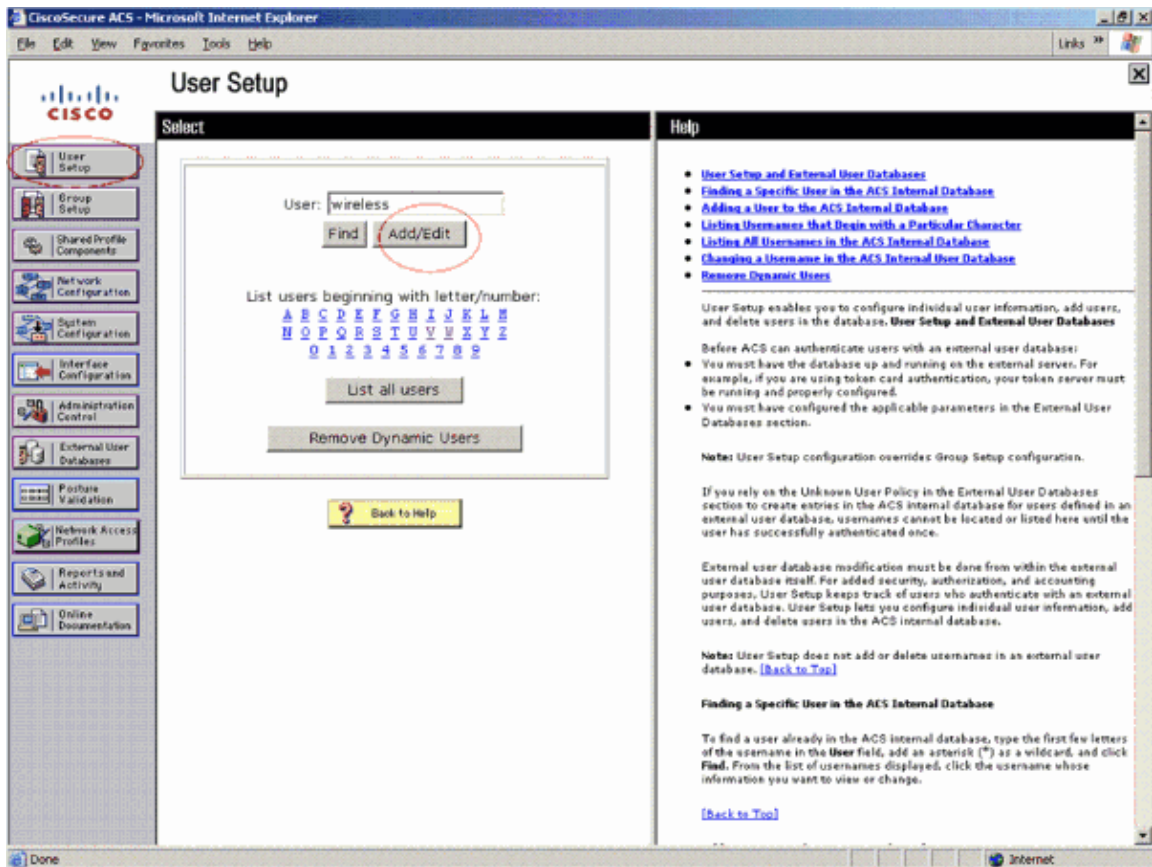 CiscoSecure ACS - Microsoft Internet Explorer
File Edit View Favorites Tools Help
Links »
CISCO
User Setup
Select
Help
User
Setup
Group
Setup
Shared Profile
Components
Network
Configuration
System
Configuration
Interface
Configuration
Administration
Control
External User
Databases
Posture
Validation
Network Access
Profiles
Reports and
Activity
Online
Documentation
User: wireless
Find Add/Edit
List users beginning with letter/number:
A B C D E F G H I J K L M
N O P Q R S T U V W X Y Z
0 1 2 3 4 5 6 7 8 9
List all users
Remove Dynamic Users
? Back to Help
• User Setup and External User Databases
• Finding a Specific User in the ACS Internal Database
• Adding a User to the ACS Internal Database
• Listing Usernames that Begin with a Particular Character
• Listing All Usernames in the ACS Internal Database
• Changing a Username in the ACS Internal User Database
• Remove Dynamic Users
User Setup enables you to configure individual user information, add users,
and delete users in the database. User Setup and External User Databases
Before ACS can authenticate users with an external user database:
• You must have the database up and running on the external server. For
example, if you are using token card authentication, your token server must
be running and properly configured.
• You must have configured the applicable parameters in the External User
Databases section.
Note: User Setup configuration overrides Group Setup configuration.
If you rely on the Unknown User Policy in the External User Databases
section to create entries in the ACS internal database for users defined in an
external user database, usernames cannot be located or listed here until the
user has successfully authenticated once.
External user database modification must be done from within the external
user database itself. For added security, authorization, and accounting
purposes, User Setup keeps track of users who authenticate with an external
user database. User Setup lets you configure individual user information, add
users, and delete users in the ACS internal database.
Note: User Setup does not add or delete usernames in an external user
database. [Back to Top]
Finding a Specific User in the ACS Internal Database
To find a user already in the ACS internal database, type the first few letters
of the username in the User field, add an asterisk (*) as a wildcard, and click
Find. From the list of usernames displayed, click the username whose
information you want to view or change.
[Back to Top]
Done
Internet